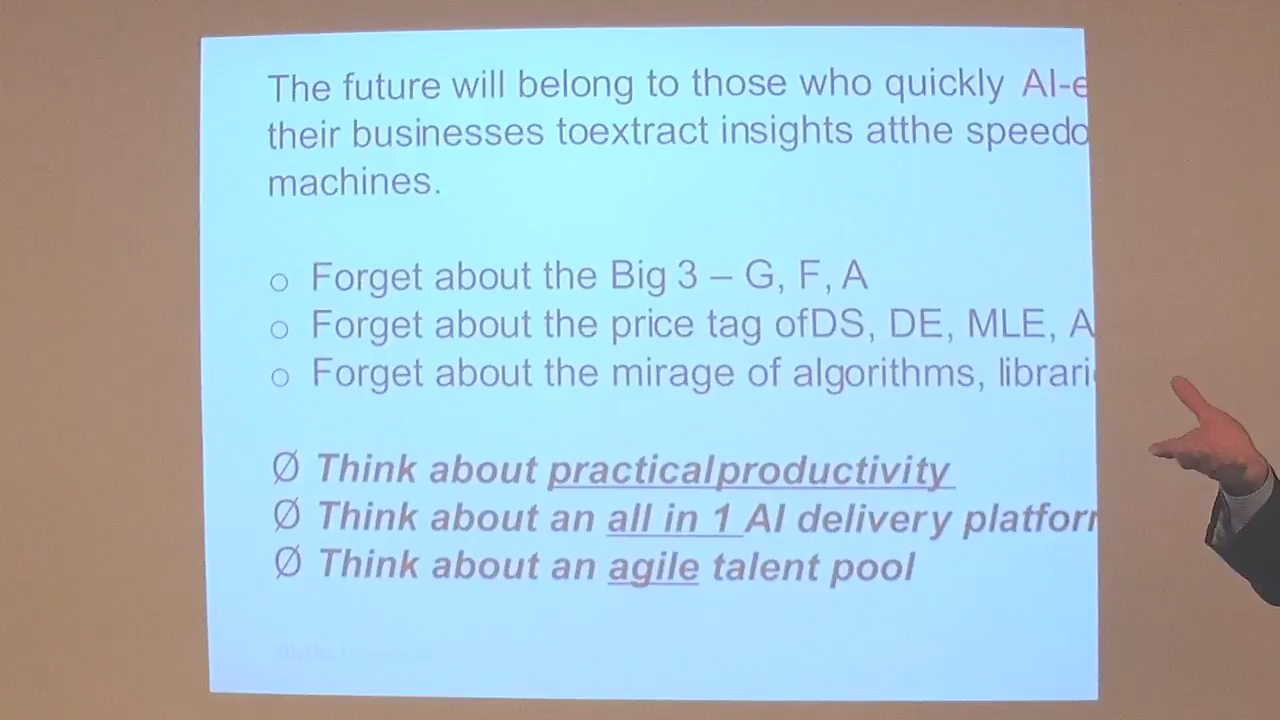 The future will belong to those who quickly AI-e
their businesses toextract insights atthe speedo
machines.
o Forget about the Big 3 – G, F, A
o Forget about the price tag ofDS, DE, MLE, A
o Forget about the mirage of algorithms, librari
Ø Think about practicalproductivity
Ø Think about an all in 1 AI delivery platforr
Ø Think about an agile talent pool